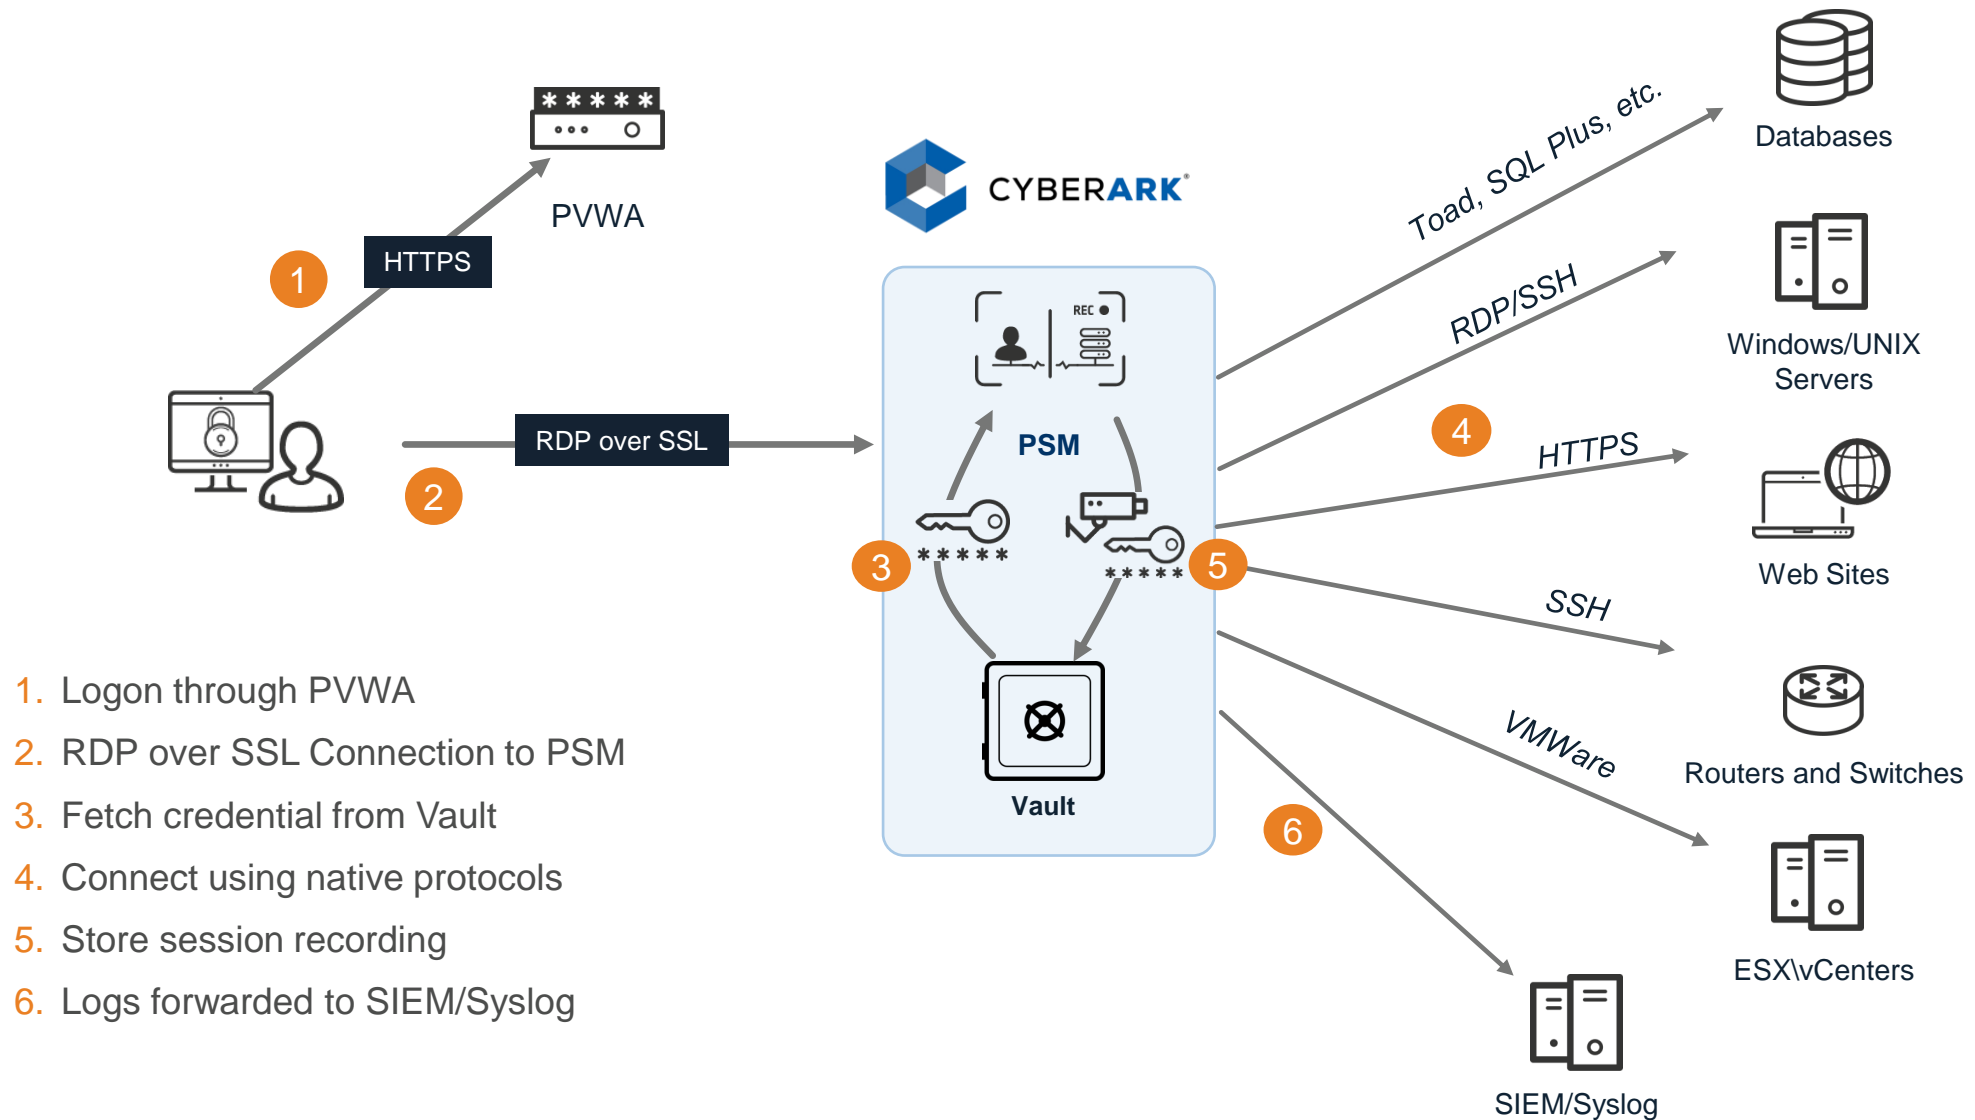 *****
PVWA
HTTPS
1
CYBERARK®
REC
PSM
RDP over SSL
2
*****
3
*****
5
Vault
Toad, SQL Plus, etc.
Databases
RDP/SSH
Windows/UNIX
Servers
4
HTTPS
Web Sites
SSH
Routers and Switches
VMWare
ESX\vCenters
6
SIEM/Syslog
1. Logon through PVWA
2. RDP over SSL Connection to PSM
3. Fetch credential from Vault
4. Connect using native protocols
5. Store session recording
6. Logs forwarded to SIEM/Syslog